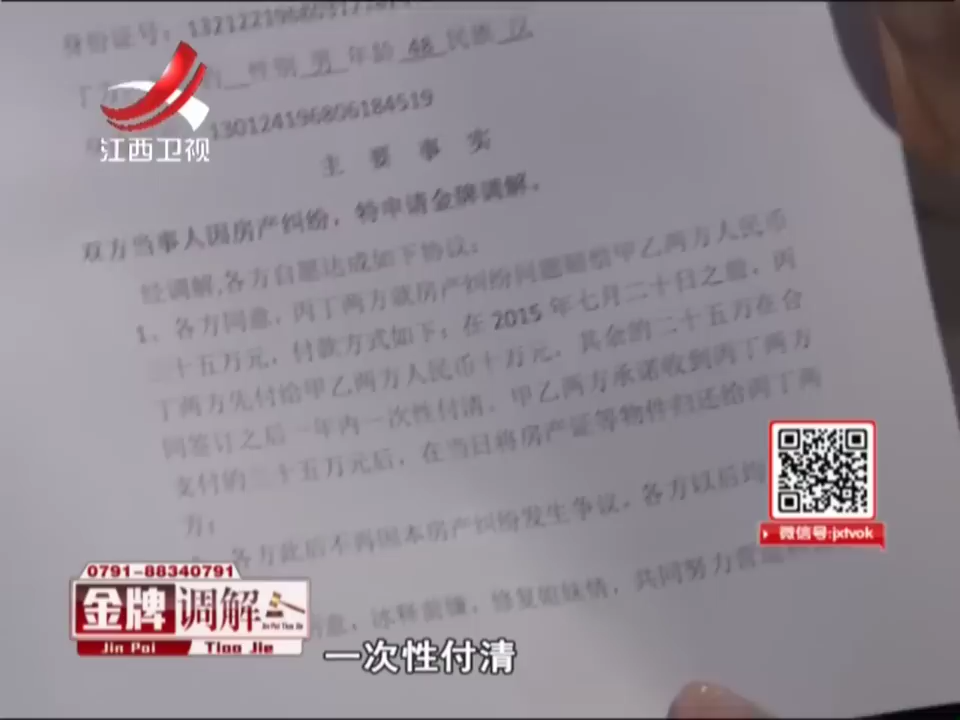 身份证号：
性别 男 年龄 48 民族 汉
130124196806184519
江西卫视
主要事实
双方当事人因房产纠纷，特申请金牌调解。
经调解,各方自愿达成如下协议：
1、各方同意，丙丁两方就房产纠纷问题赔偿甲乙两方人民币
三十五万元，付款方式如下：在2015年七月二十日之前，丙
丁两方先付给甲乙两方人民币十万元，其余的二十五万在合
同签订之后一年内一次性付清。甲乙两方承诺收到丙丁两方
支付的三十五万元后，在当日将房产证等物件归还给丙丁两
方；
各方此后不再因本房产纠纷发生争议，各方以后均
冰释前嫌，修复姐妹情，共同努力
微信号:jxtvok
0791-88340791
金牌调解
Jin Pai Tiao Jie
一次性付清